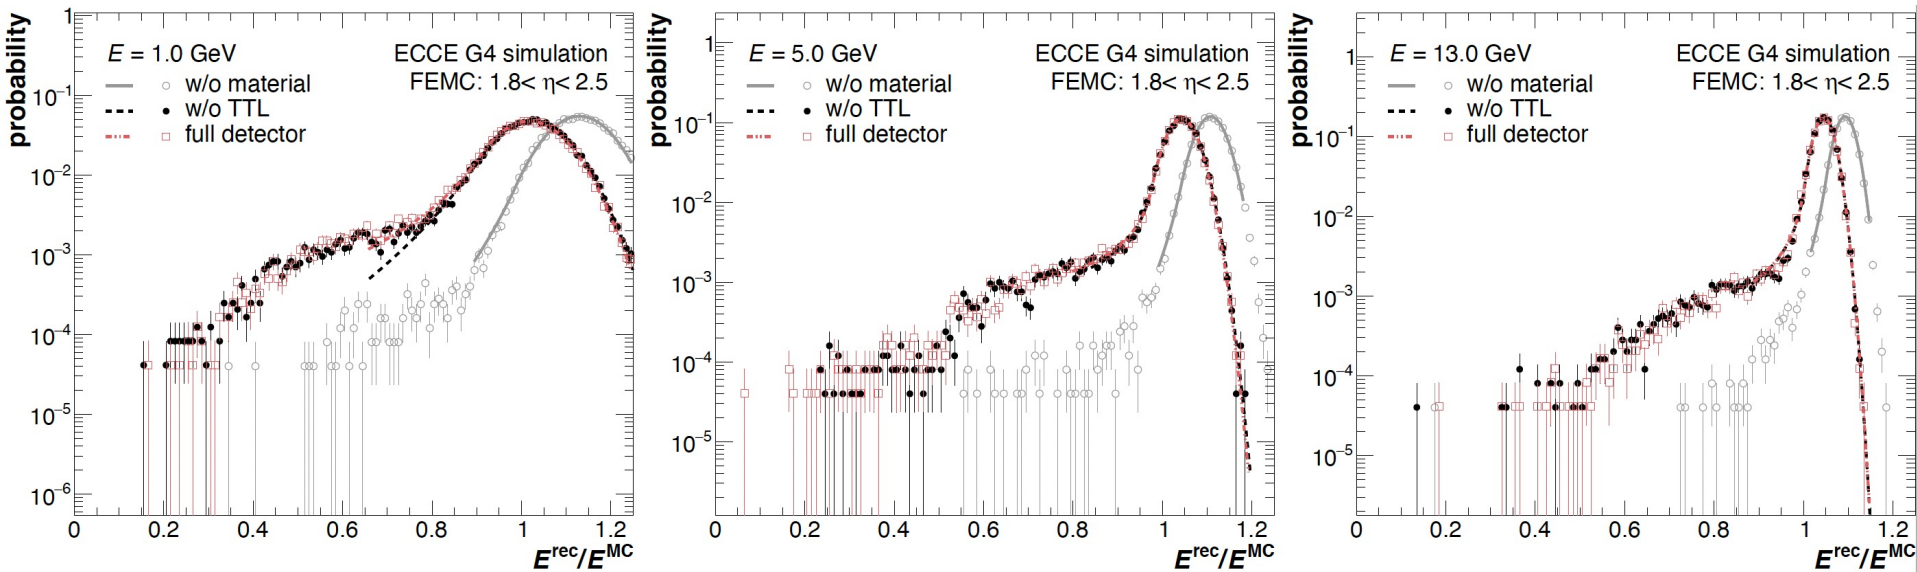 probability
1
10⁻¹
10⁻²
10⁻³
10⁻⁴
10⁻⁵
10⁻⁶
E = 1.0 GeV
w/o material
w/o TTL
full detector
ECCE G4 simulation
FEMC: 1.8< η< 2.5
0 0.2 0.4 0.6 0.8 1 1.2
E^rec/E^MC
probability
1
10⁻¹
10⁻²
10⁻³
10⁻⁴
10⁻⁵
E = 5.0 GeV
w/o material
w/o TTL
full detector
ECCE G4 simulation
FEMC: 1.8< η< 2.5
0 0.2 0.4 0.6 0.8 1 1.2
E^rec/E^MC
probability
1
10⁻¹
10⁻²
10⁻³
10⁻⁴
10⁻⁵
E = 13.0 GeV
w/o material
w/o TTL
full detector
ECCE G4 simulation
FEMC: 1.8< η< 2.5
0 0.2 0.4 0.6 0.8 1 1.2
E^rec/E^MC